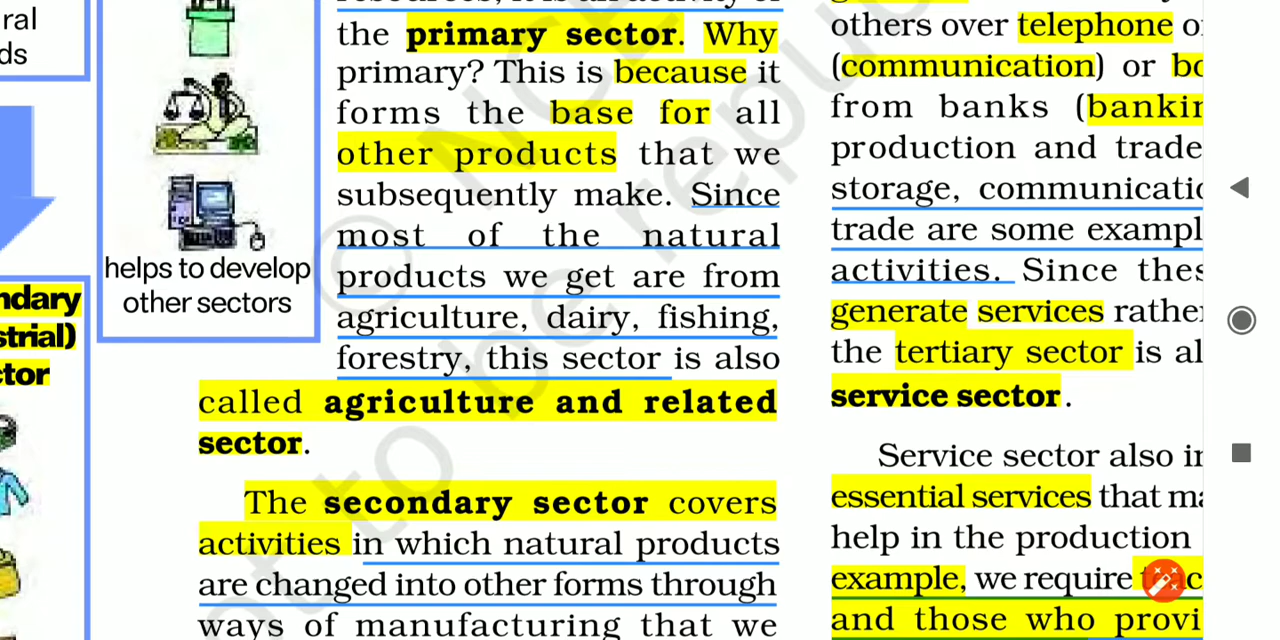 ral
ds
helps to develop
other sectors
ndary
strial)
ctor
the primary sector. Why
primary? This is because it
forms the base for all
other products that we
subsequently make. Since
most of the natural
products we get are from
agriculture, dairy, fishing,
forestry, this sector is also
called agriculture and related
sector.
The secondary sector covers
activities in which natural products
are changed into other forms through
ways of manufacturing that we
others over telephone o
(communication) or bo
from banks (bankin
production and trade
storage, communicatio
trade are some exampl
activities. Since thes
generate services rather
the tertiary sector is al
service sector.
Service sector also in
essential services that ma
help in the production
example, we require
and those who provi